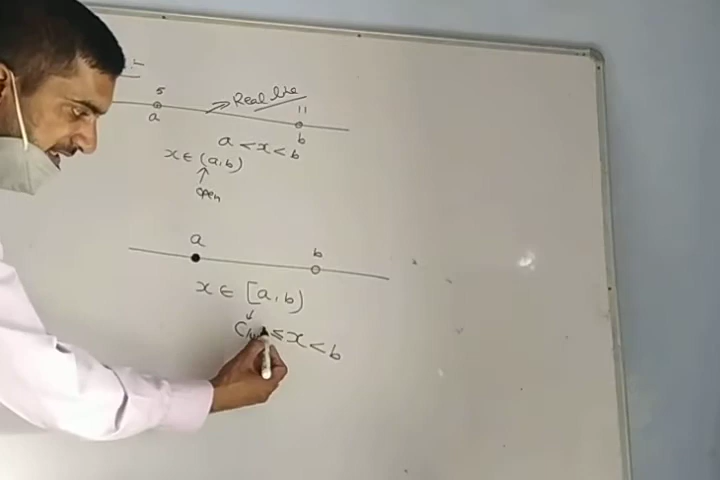 5
Real line
11
a
b
a < x < b
x ∈ (a, b)
↑
open
a
b
x ∈ [a, b)
↓
≤ x < b